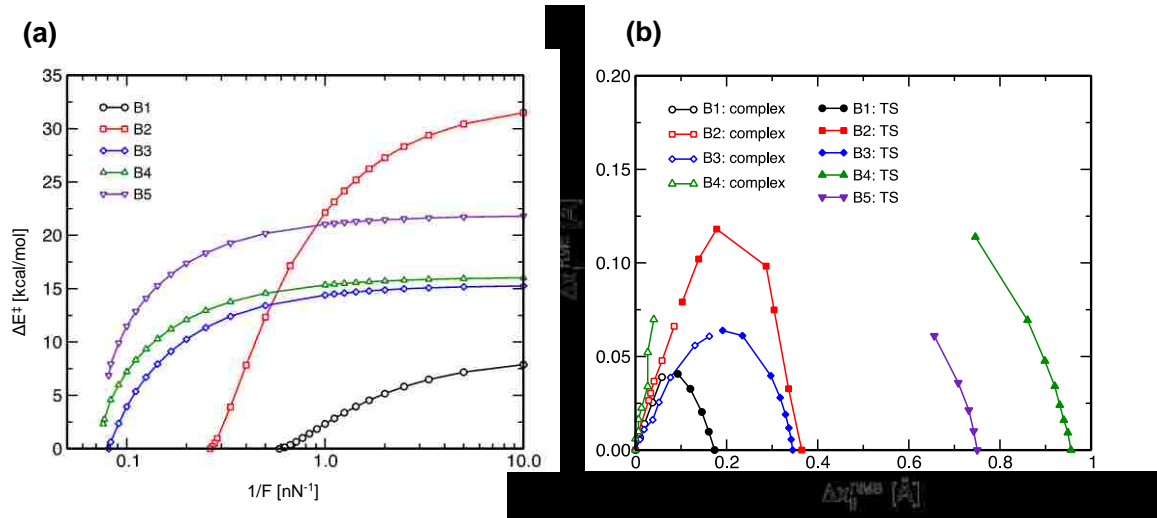 (a)
ΔE‡ [kcal/mol]
35
30
25
20
15
10
5
0
B1
B2
B3
B4
B5
0.1
1.0
10.0
1/F [nN⁻¹]
(b)
[Å]
0.20
0.15
0.10
0.05
0.00
B1: complex
B2: complex
B3: complex
B4: complex
B1: TS
B2: TS
B3: TS
B4: TS
B5: TS
0
0.2
0.4
0.6
0.8
1
[Å]